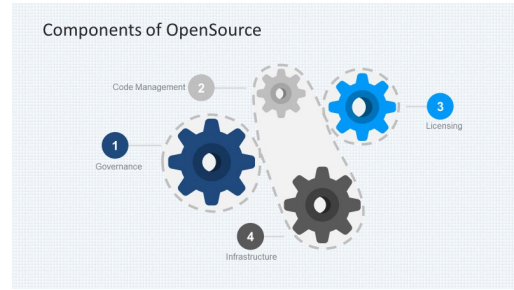 Components of OpenSource
Code Management 2
3
Licensing
1
Governance
4
Infrastructure